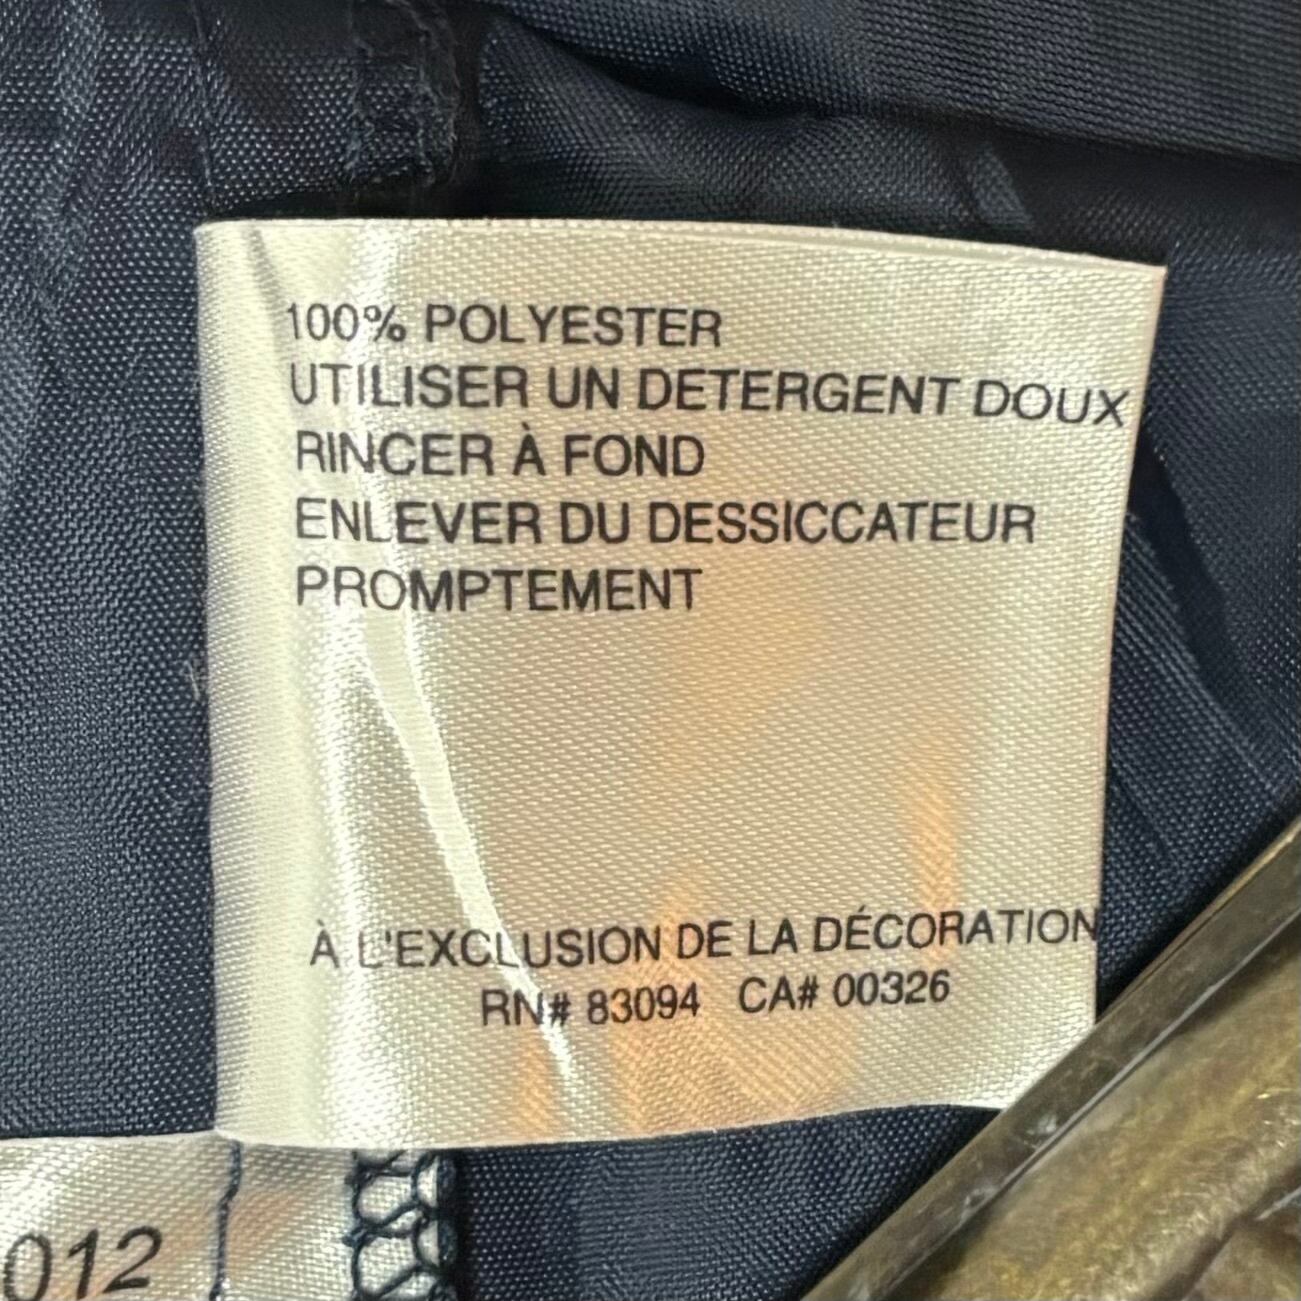 100% POLYESTER
UTILISER UN DETERGENT DOUX
RINCER À FOND
ENLEVER DU DESSICCATEUR
PROMPTEMENT
À L'EXCLUSION DE LA DÉCORATION
RN# 83094 CA# 00326
012